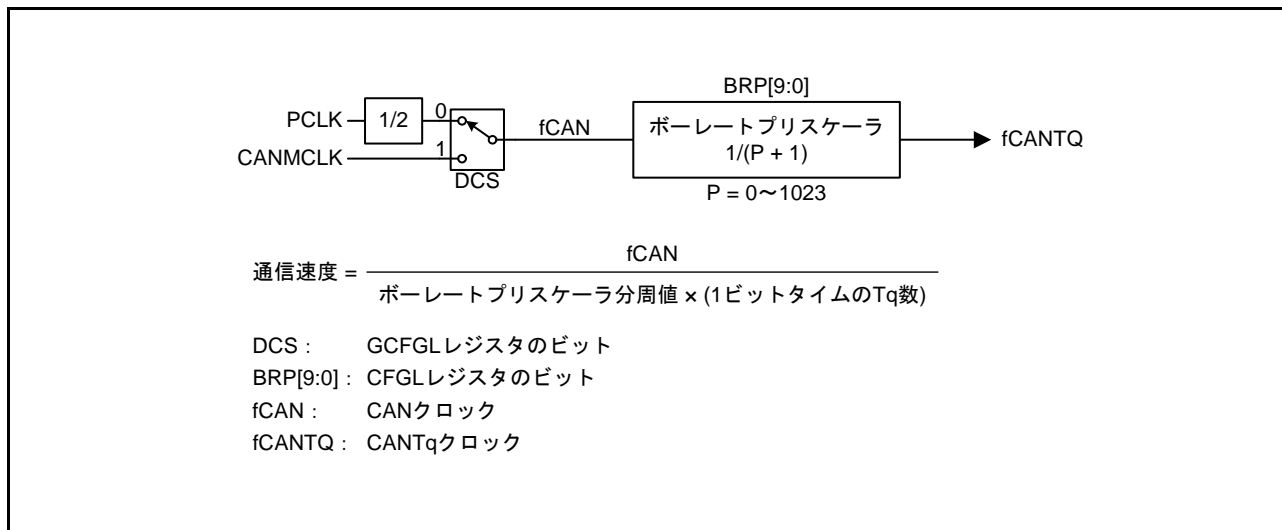 BRP[9:0]
PCLK
1/2
0
fCAN
ボーレートプリスケーラ
1/(P + 1)
fCANTQ
CANMCLK
1
DCS
P = 0~1023
通信速度 =
fCAN
ボーレートプリスケーラ分周値 × (1ビットタイムのTq数)
DCS : GCFGLレジスタのビット
BRP[9:0] : CFGLレジスタのビット
fCAN : CANクロック
fCANTQ : CANTqクロック